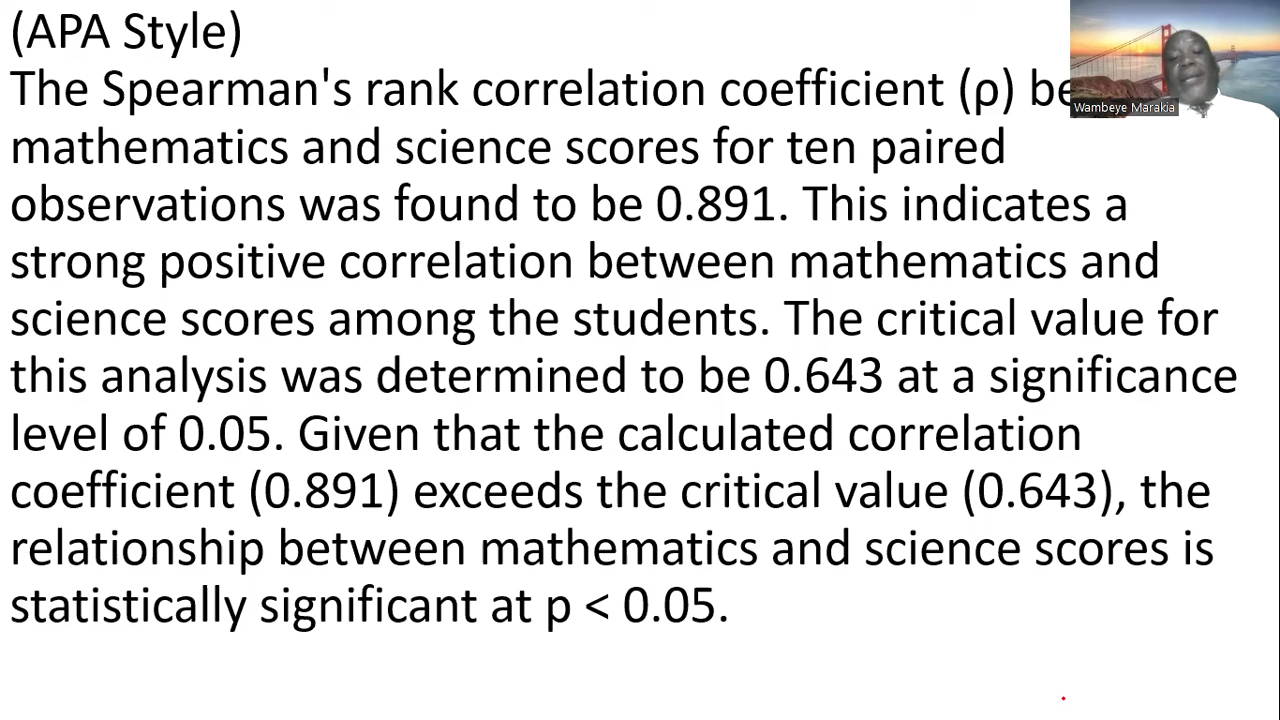 (APA Style)
The Spearman's rank correlation coefficient (ρ) be
mathematics and science scores for ten paired
observations was found to be 0.891. This indicates a
strong positive correlation between mathematics and
science scores among the students. The critical value for
this analysis was determined to be 0.643 at a significance
level of 0.05. Given that the calculated correlation
coefficient (0.891) exceeds the critical value (0.643), the
relationship between mathematics and science scores is
statistically significant at p < 0.05.
Wambeye Marakia